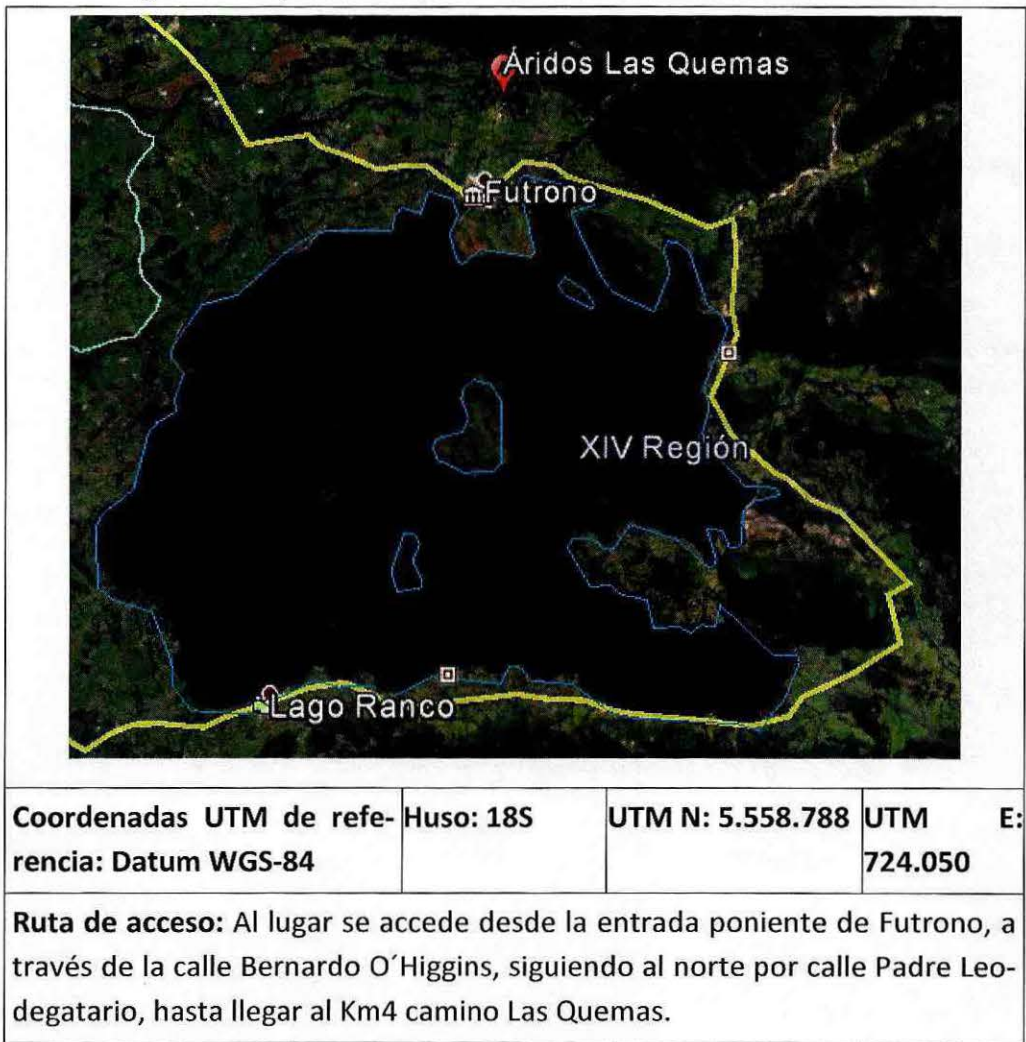 Áridos Las Quemas
Futrono
XIV Región
Lago Ranco
Coordenadas UTM de refe-
rencia: Datum WGS-84
Huso: 18S
UTM N: 5.558.788
UTM E:
724.050
Ruta de acceso: Al lugar se accede desde la entrada poniente de Futrono, a
través de la calle Bernardo O´Higgins, siguiendo al norte por calle Padre Leo-
degatario, hasta llegar al Km4 camino Las Quemas.